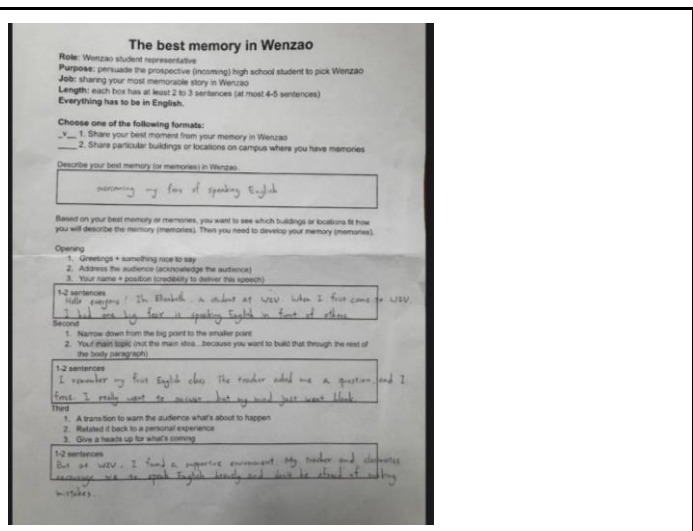 The best memory in Wenzao
Role: Wenzao student representative
Purpose: persuade the prospective (incoming) high school student to pick Wenzao
Job: sharing your most memorable story in Wenzao
Length: each box has at least 2 to 3 sentences (at most 4-5 sentences)
Everything has to be in English.
Choose one of the following formats:
_v_ 1. Share your best moment from your memory in Wenzao
____ 2. Share particular buildings or locations on campus where you have memories
Describe your best memory (or memories) in Wenzao.
overcoming my fear of speaking English
Based on your best memory or memories, you want to see which buildings or locations fit how
you will describe the memory (memories). Then you need to develop your memory (memories).
Opening
1. Greetings + something nice to say
2. Address the audience (acknowledge the audience)
3. Your name + position (credibility to deliver this speech)
1-2 sentences
Hello everyone! I'm Elizabeth, a student at WZU. When I first come to WZU,
I had one big fear is speaking English in front of others
Second
1. Narrow down from the big point to the smaller point
2. Your main topic (not the main idea...because you want to build that through the rest of
the body paragraph)
1-2 sentences
I remember my first English class. The teacher asked me a question, and I
froze. I really want to answer, but my mind just went blank.
Third
1. A transition to warn the audience what's about to happen
2. Related it back to a personal experience
3. Give a heads up for what's coming
1-2 sentences
But at WZU, I found a supportive environment. My teacher and classmates
encourage me to speak English bravely and don't be afraid of making
mistakes.